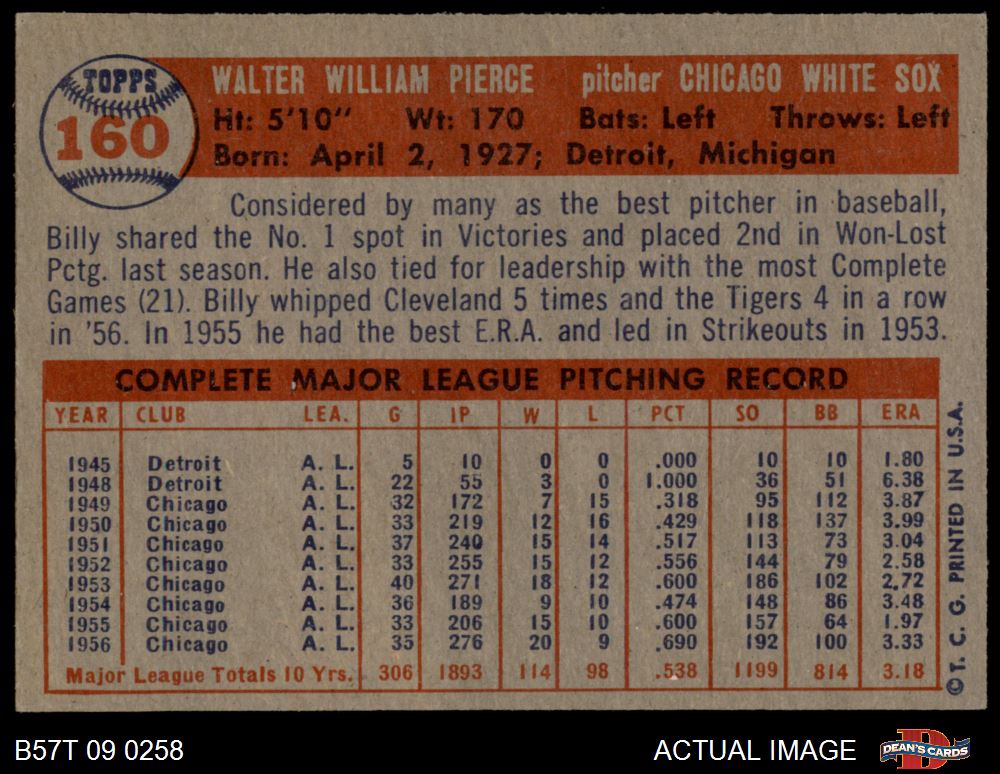 TOPPS
160
WALTER WILLIAM PIERCE pitcher CHICAGO WHITE SOX
Ht: 5'10" Wt: 170 Bats: Left Throws: Left
Born: April 2, 1927; Detroit, Michigan
Considered by many as the best pitcher in baseball,
Billy shared the No. 1 spot in Victories and placed 2nd in Won-Lost
Pctg. last season. He also tied for leadership with the most Complete
Games (21). Billy whipped Cleveland 5 times and the Tigers 4 in a row
in '56. In 1955 he had the best E.R.A. and led in Strikeouts in 1953.
COMPLETE MAJOR LEAGUE PITCHING RECORD
YEAR CLUB LEA. G IP W L PCT SO BB ERA
1945 Detroit A. L. 5 10 0 0 .000 10 10 1.80
1948 Detroit A. L. 22 55 3 0 1.000 36 51 6.38
1949 Chicago A. L. 32 172 7 15 .318 95 112 3.87
1950 Chicago A. L. 33 219 12 16 .429 118 137 3.99
1951 Chicago A. L. 37 240 15 14 .517 113 73 3.04
1952 Chicago A. L. 33 255 15 12 .556 144 79 2.58
1953 Chicago A. L. 40 271 18 12 .600 186 102 2.72
1954 Chicago A. L. 36 189 9 10 .474 148 86 3.48
1955 Chicago A. L. 33 206 15 10 .600 157 64 1.97
1956 Chicago A. L. 35 276 20 9 .690 192 100 3.33
Major League Totals 10 Yrs. 306 1893 114 98 .538 1199 814 3.18
© T. C. G. PRINTED IN U.S.A.
B57T 09 0258 ACTUAL IMAGE DEAN'S CARDS